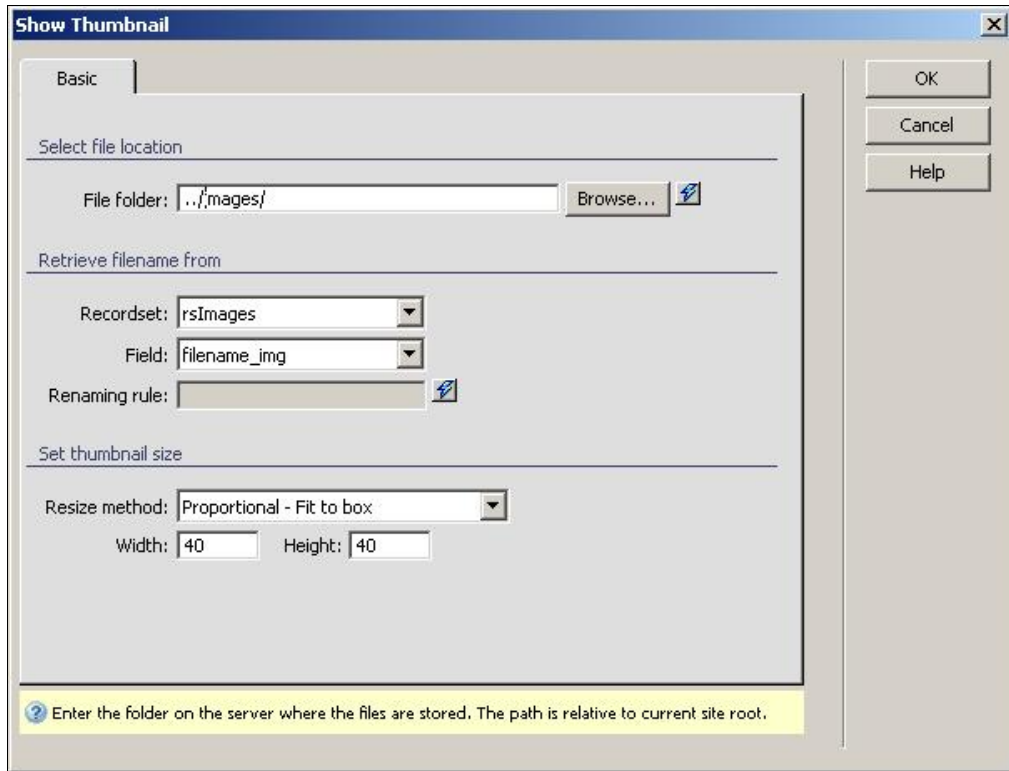 Show Thumbnail
Basic
OK
Cancel
Help
Select file location
File folder: ../images/ Browse...
Retrieve filename from
Recordset: rsImages
Field: filename_img
Renaming rule:
Set thumbnail size
Resize method: Proportional - Fit to box
Width: 40 Height: 40
Enter the folder on the server where the files are stored. The path is relative to current site root.